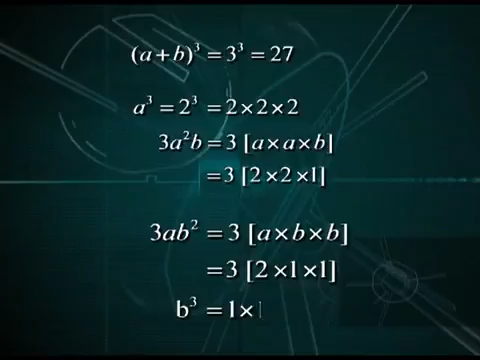 (a + b)³ = 3³ = 27
a³ = 2³ = 2 × 2 × 2
3a²b = 3 [a × a × b]
= 3 [2 × 2 × 1]
3ab² = 3 [a × b × b]
= 3 [2 × 1 × 1]
b³ = 1 ×